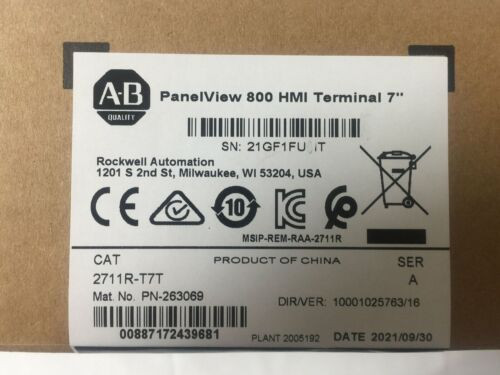 A-B
QUALITY
PanelView 800 HMI Terminal 7"
SN: 21GF1FU
Rockwell Automation
1201 S 2nd St, Milwaukee, WI 53204, USA
CE
10
MSIP-REM-RAA-2711R
CAT
PRODUCT OF CHINA
SER
2711R-T7T
A
Mat. No. PN-263069
DIR/VER: 10001025763/16
00887172439681
PLANT 2005192
DATE 2021/09/30